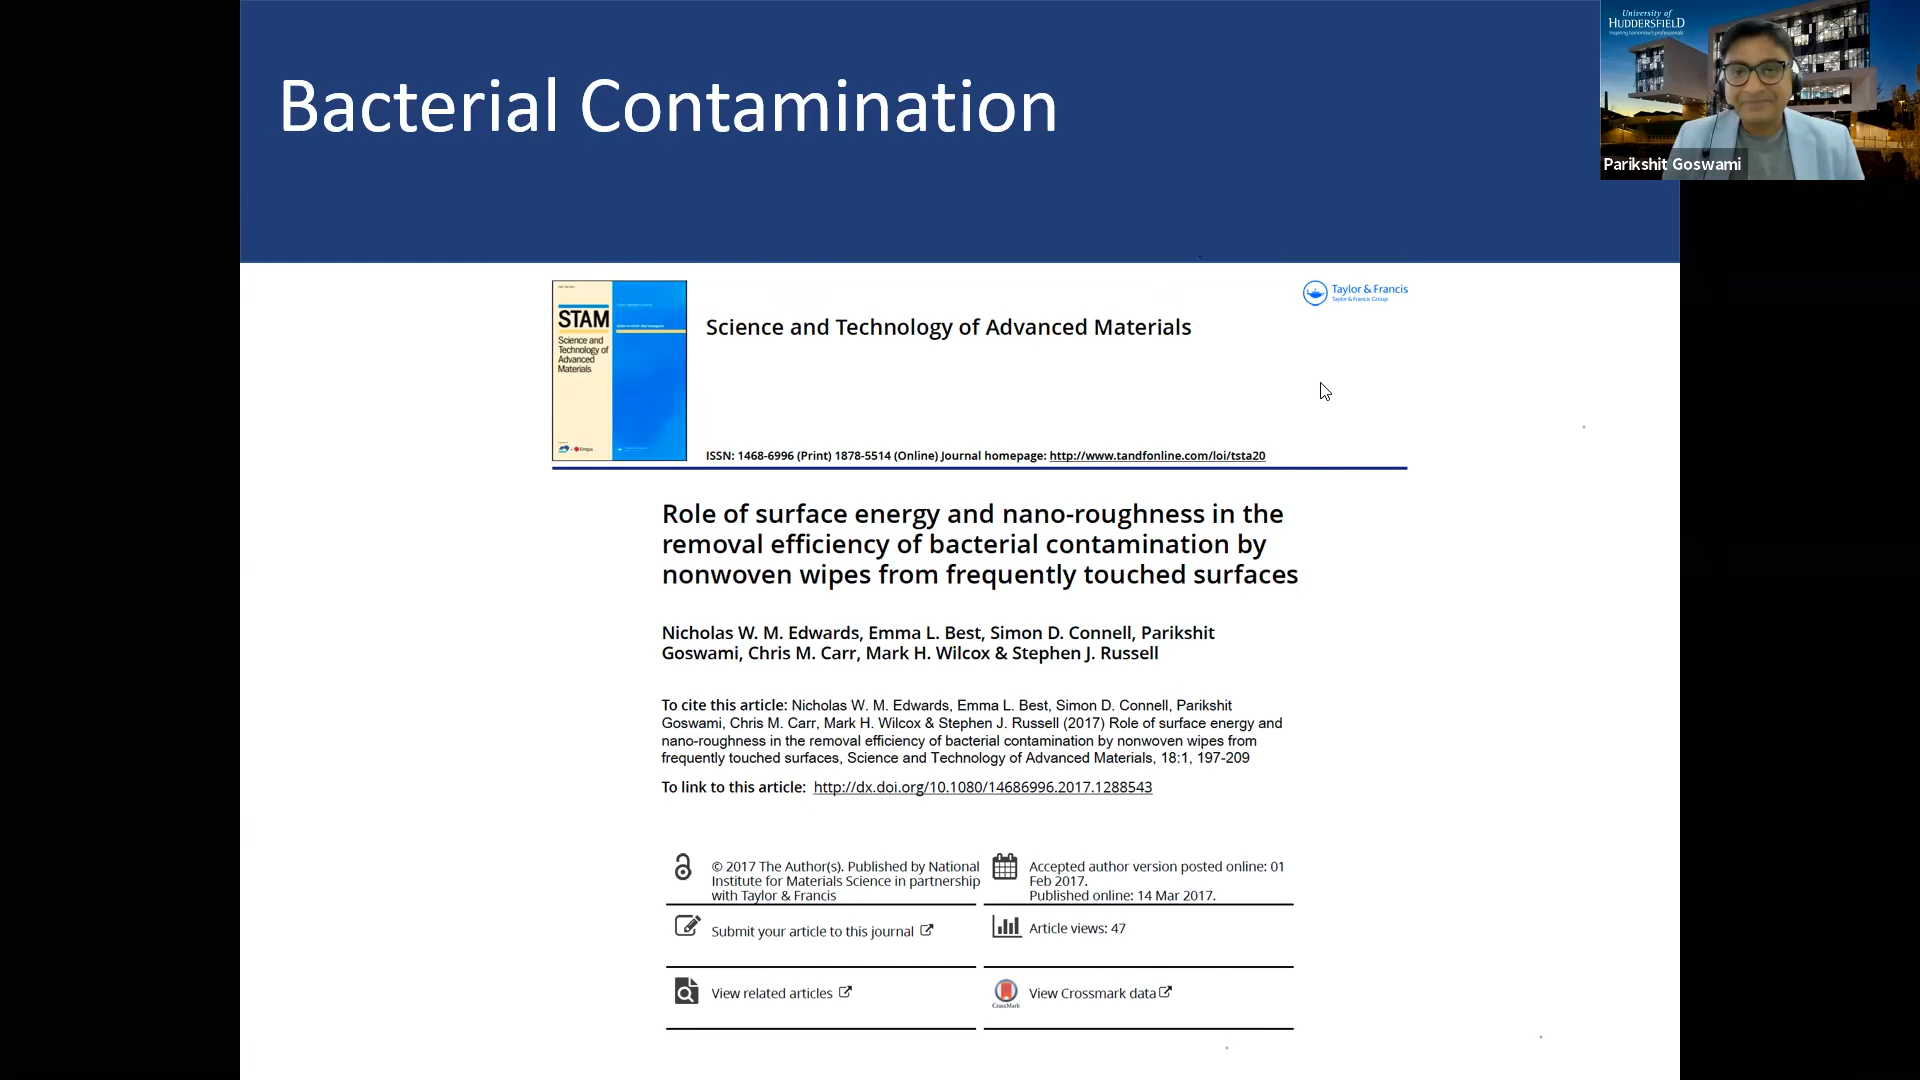 Bacterial Contamination
University of
HUDDERSFIELD
Inspiring tomorrow's professionals
Parikshit Goswami
STAM
Science and
Technology of
Advanced
Materials
Science and Technology of Advanced Materials
Taylor & Francis
Taylor & Francis Group
ISSN: 1468-6996 (Print) 1878-5514 (Online) Journal homepage: http://www.tandfonline.com/loi/tsta20
Role of surface energy and nano-roughness in the
removal efficiency of bacterial contamination by
nonwoven wipes from frequently touched surfaces
Nicholas W. M. Edwards, Emma L. Best, Simon D. Connell, Parikshit
Goswami, Chris M. Carr, Mark H. Wilcox & Stephen J. Russell
To cite this article: Nicholas W. M. Edwards, Emma L. Best, Simon D. Connell, Parikshit
Goswami, Chris M. Carr, Mark H. Wilcox & Stephen J. Russell (2017) Role of surface energy and
nano-roughness in the removal efficiency of bacterial contamination by nonwoven wipes from
frequently touched surfaces, Science and Technology of Advanced Materials, 18:1, 197-209
To link to this article: http://dx.doi.org/10.1080/14686996.2017.1288543
© 2017 The Author(s). Published by National
Institute for Materials Science in partnership
with Taylor & Francis
Accepted author version posted online: 01
Feb 2017.
Published online: 14 Mar 2017.
Submit your article to this journal
Article views: 47
View related articles
View Crossmark data
CrossMark